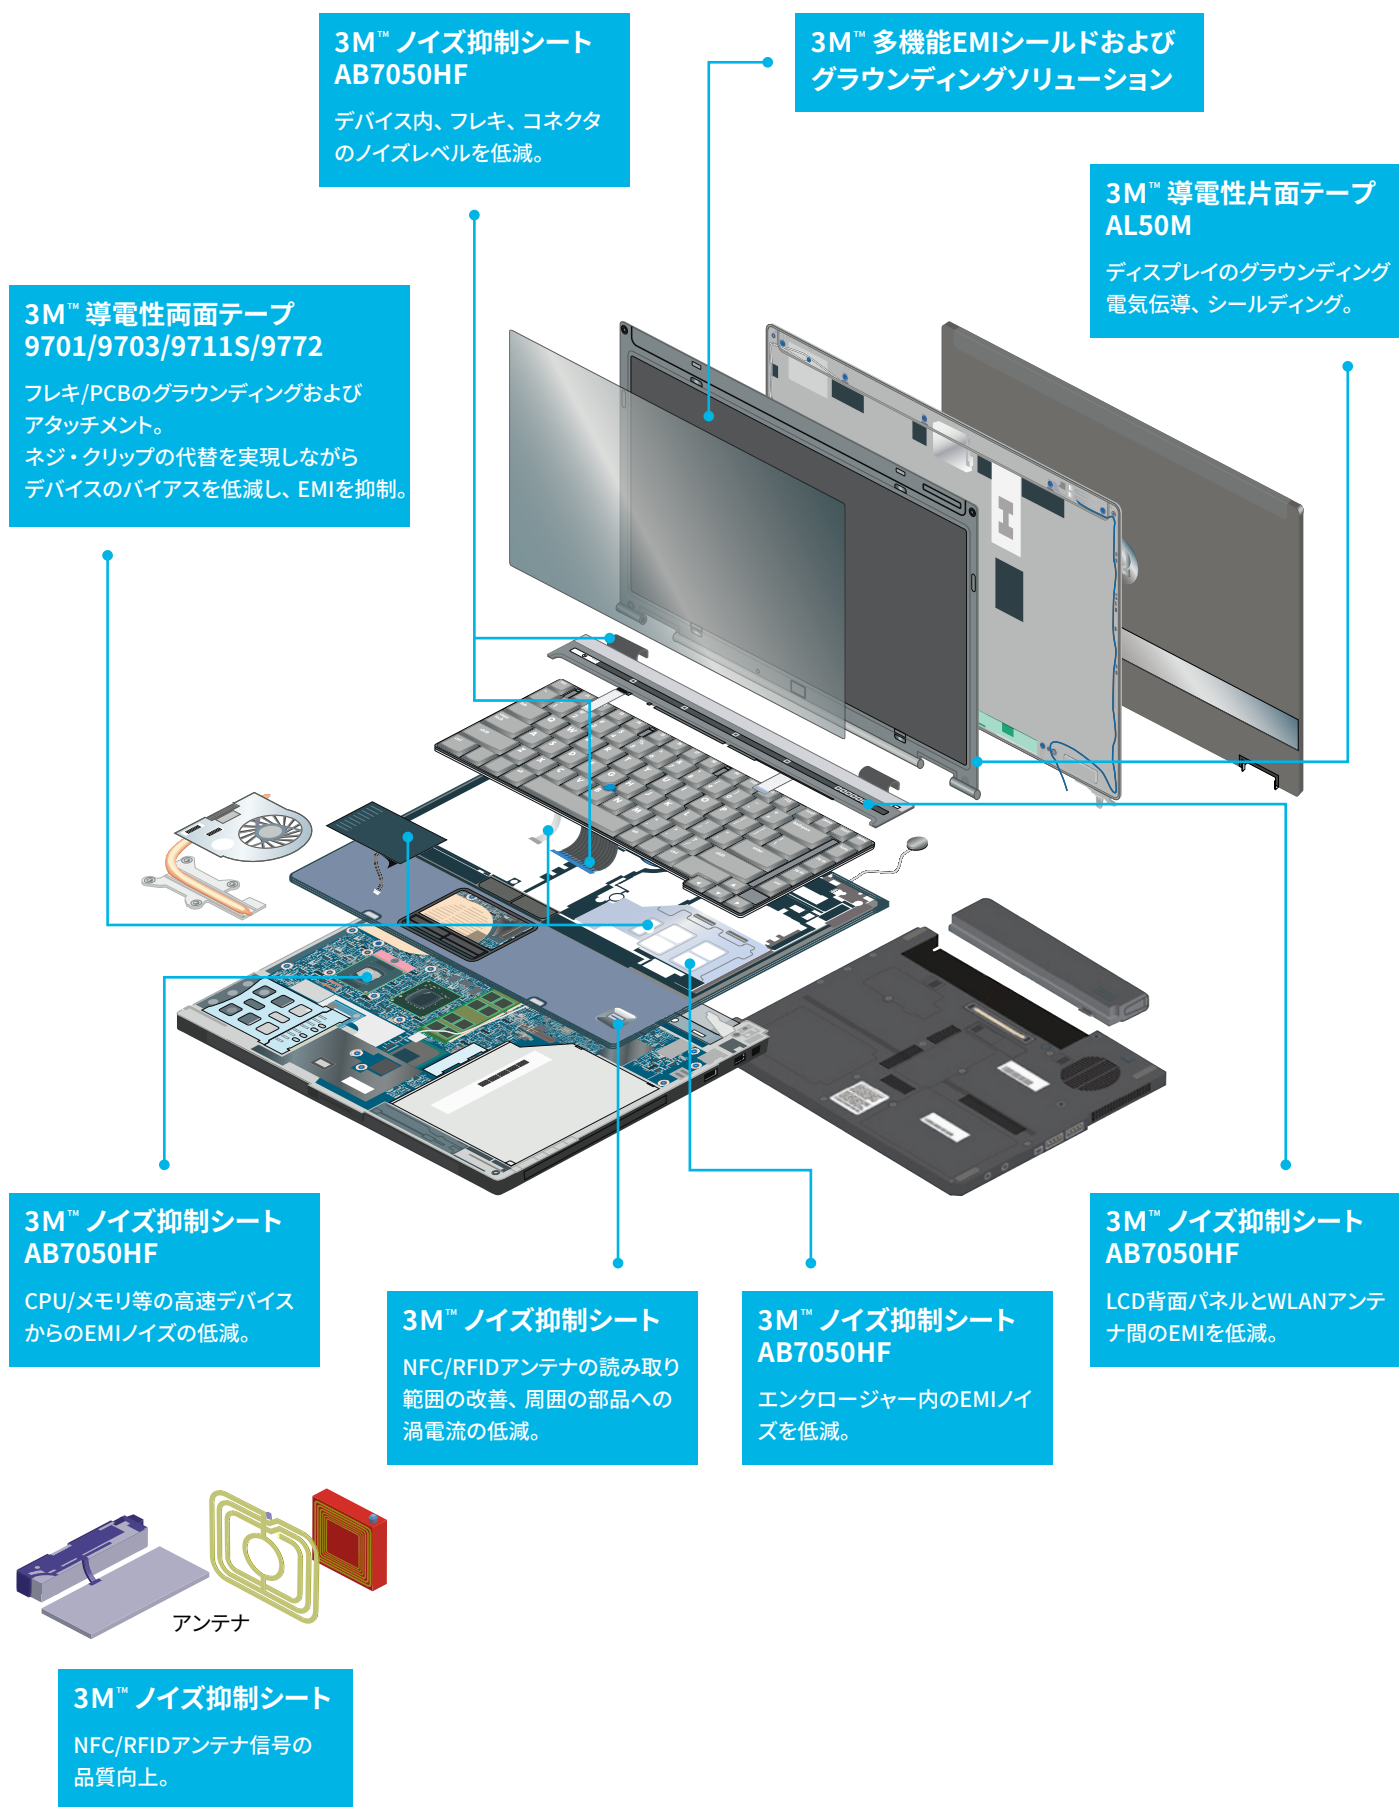 3M™ ノイズ抑制シート
AB7050HF
デバイス内、フレキ、コネクタ
のノイズレベルを低減。
3M™ 多機能EMIシールドおよび
グラウンディングソリューション
3M™ 導電性片面テープ
AL50M
ディスプレイのグラウンディング
電気伝導、シールディング。
3M™ 導電性両面テープ
9701/9703/9711S/9772
フレキ/PCBのグラウンディングおよび
アタッチメント。
ネジ・クリップの代替を実現しながら
デバイスのバイアスを低減し、EMIを抑制。
3M™ ノイズ抑制シート
AB7050HF
CPU/メモリ等の高速デバイス
からのEMIノイズの低減。
3M™ ノイズ抑制シート
NFC/RFIDアンテナの読み取り
範囲の改善、周囲の部品への
渦電流の低減。
3M™ ノイズ抑制シート
AB7050HF
エンクロージャー内のEMIノイ
ズを低減。
3M™ ノイズ抑制シート
AB7050HF
LCD背面パネルとWLANアンテ
ナ間のEMIを低減。
アンテナ
3M™ ノイズ抑制シート
NFC/RFIDアンテナ信号の
品質向上。